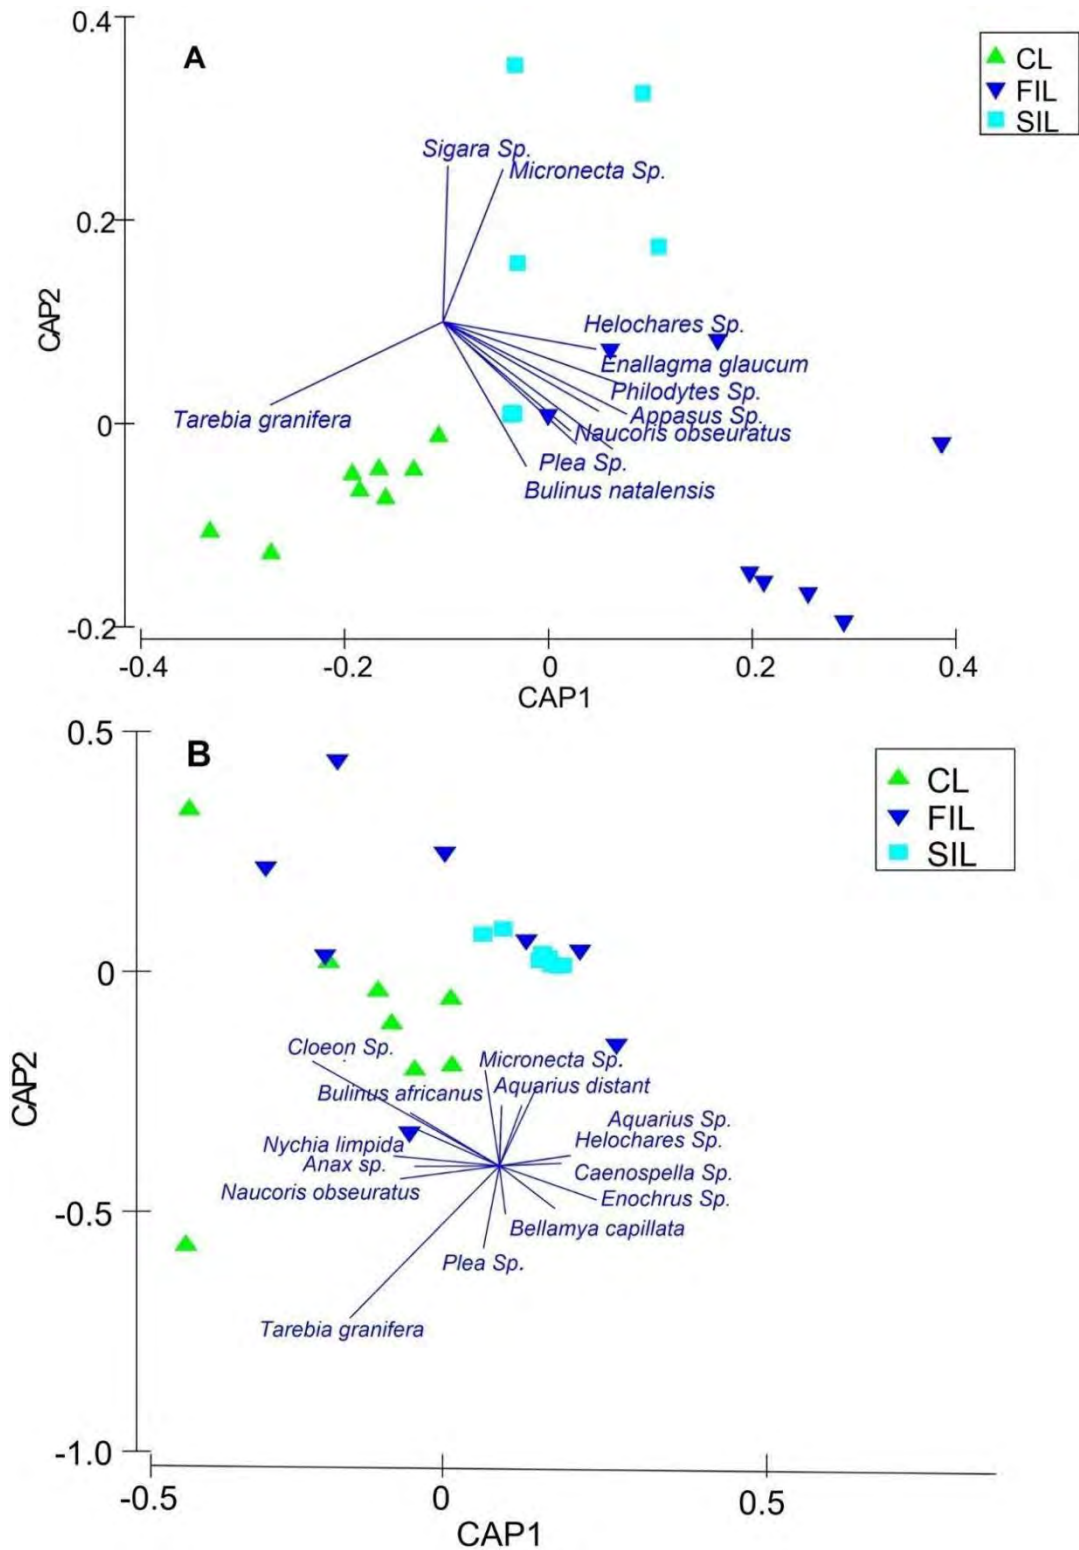 0.4
A
CL
FIL
SIL
Sigara Sp.
Micronecta Sp.
0.2
CAP2
Helochares Sp.
Enallagma glaucum
Philodytes Sp.
Appasus Sp.
Tarebia granifera
0
Naucoris obseuratus
Plea Sp.
Bulinus natalensis
-0.2
-0.4
-0.2
0
0.2
0.4
CAP1
0.5
B
CL
FIL
SIL
0
Cloeon Sp.
Micronecta Sp.
CAP2
Bulinus africanus
Aquarius distant
Aquarius Sp.
Nychia limpida
Helochares Sp.
Anax sp.
Caenospella Sp.
Naucoris obseuratus
Enochrus Sp.
-0.5
Bellamya capillata
Plea Sp.
Tarebia granifera
-1.0
-0.5
0
0.5
CAP1